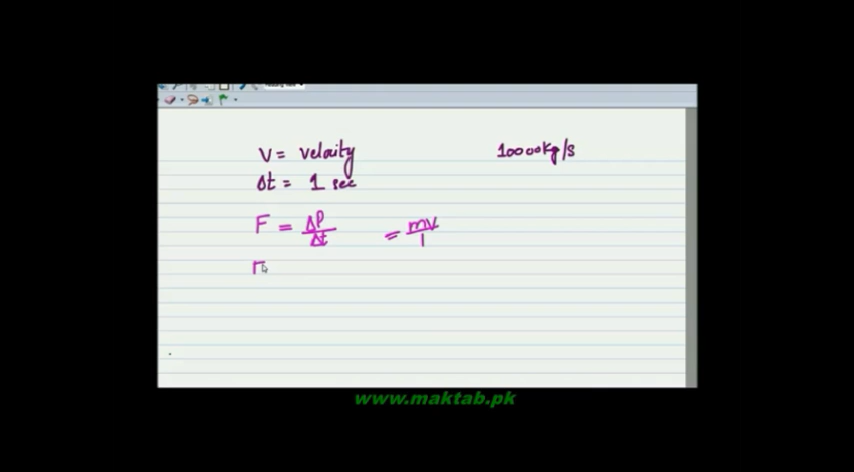 V = Velocity 10000Kg/s
Δt = 1 sec
F = ΔP/Δt = mv/1
www.maktab.pk